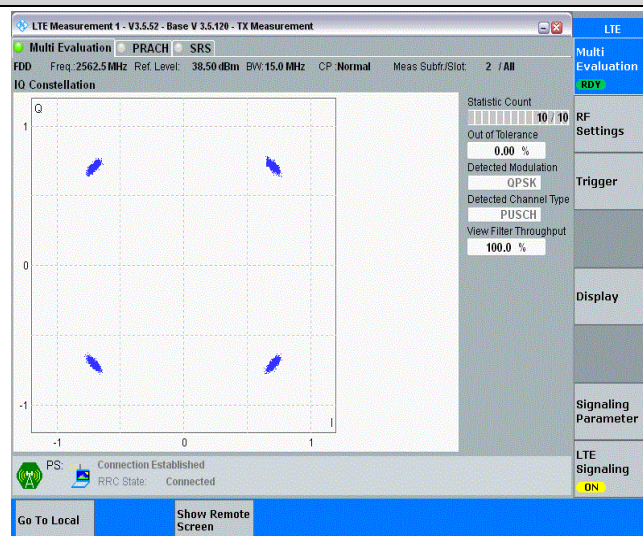 LTE Measurement 1 - V3.5.52 - Base V 3.5.120 - TX Measurement
LTE
Multi Evaluation PRACH SRS
FDD Freq.:2562.5 MHz Ref. Level: 38.50 dBm BW:15.0 MHz CP :Normal Meas Subfr./Slot: 2 / All
IQ Constellation
Q
1
0
-1
-1 0 1
I
Statistic Count
10 / 10
Out of Tolerance
0.00 %
Detected Modulation
QPSK
Detected Channel Type
PUSCH
View Filter Throughput
100.0 %
Multi
Evaluation
RDY
RF
Settings
Trigger
Display
Signaling
Parameter
LTE
Signaling
ON
PS: Connection Established
RRC State: Connected
Go To Local
Show Remote
Screen